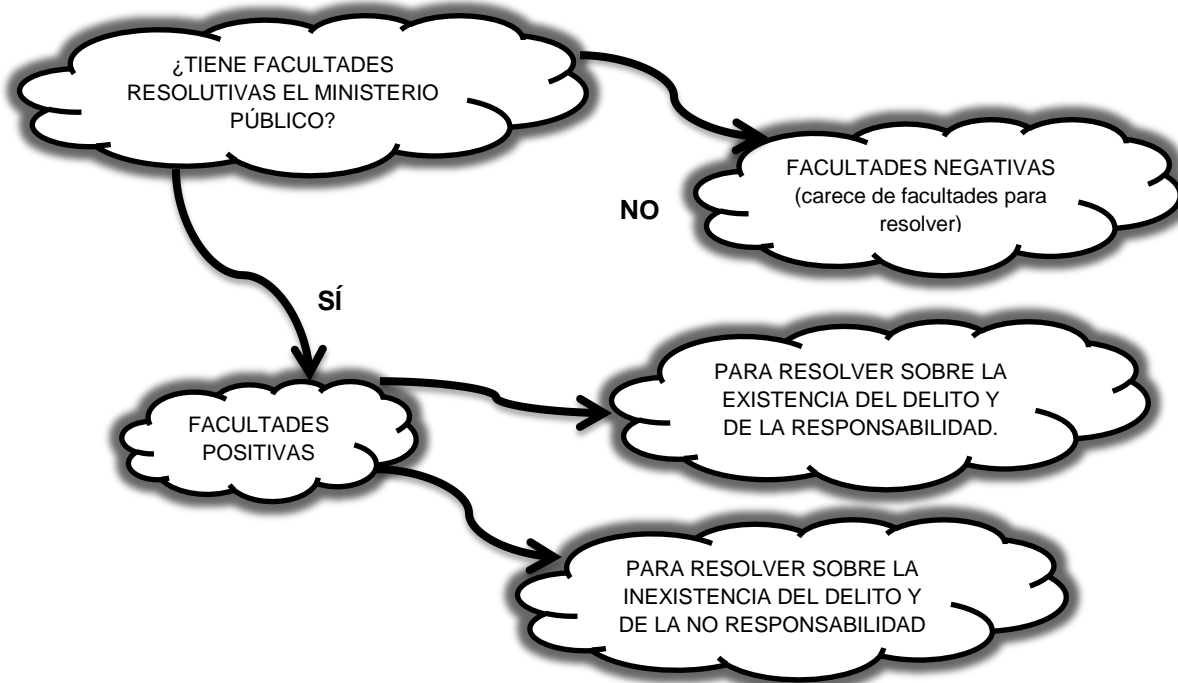 ¿TIENE FACULTADES
RESOLUTIVAS EL MINISTERIO
PÚBLICO?
FACULTADES NEGATIVAS
(carece de facultades para
resolver)
NO
SÍ
PARA RESOLVER SOBRE LA
EXISTENCIA DEL DELITO Y
DE LA RESPONSABILIDAD.
FACULTADES
POSITIVAS
PARA RESOLVER SOBRE LA
INEXISTENCIA DEL DELITO Y
DE LA NO RESPONSABILIDAD